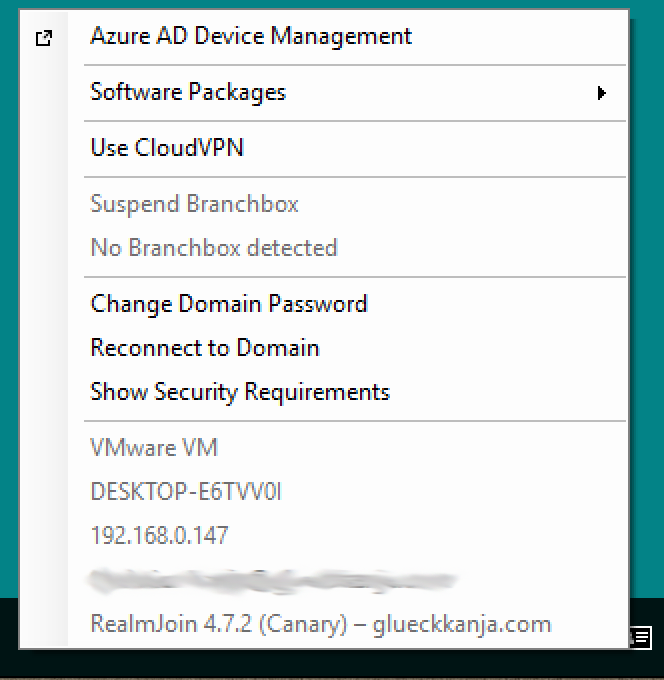 Azure AD Device Management
Software Packages
Use CloudVPN
Suspend Branchbox
No Branchbox detected
Change Domain Password
Reconnect to Domain
Show Security Requirements
VMware VM
DESKTOP-E6TVV0I
192.168.0.147
RealmJoin 4.7.2 (Canary) – glueckkanja.com